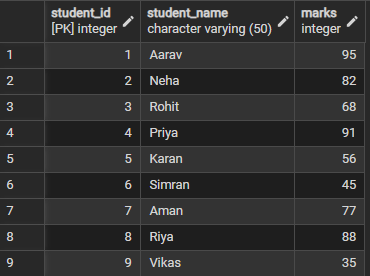 student_id student_name marks
[PK] integer character varying (50) integer
1 1 Aarav 95
2 2 Neha 82
3 3 Rohit 68
4 4 Priya 91
5 5 Karan 56
6 6 Simran 45
7 7 Aman 77
8 8 Riya 88
9 9 Vikas 35